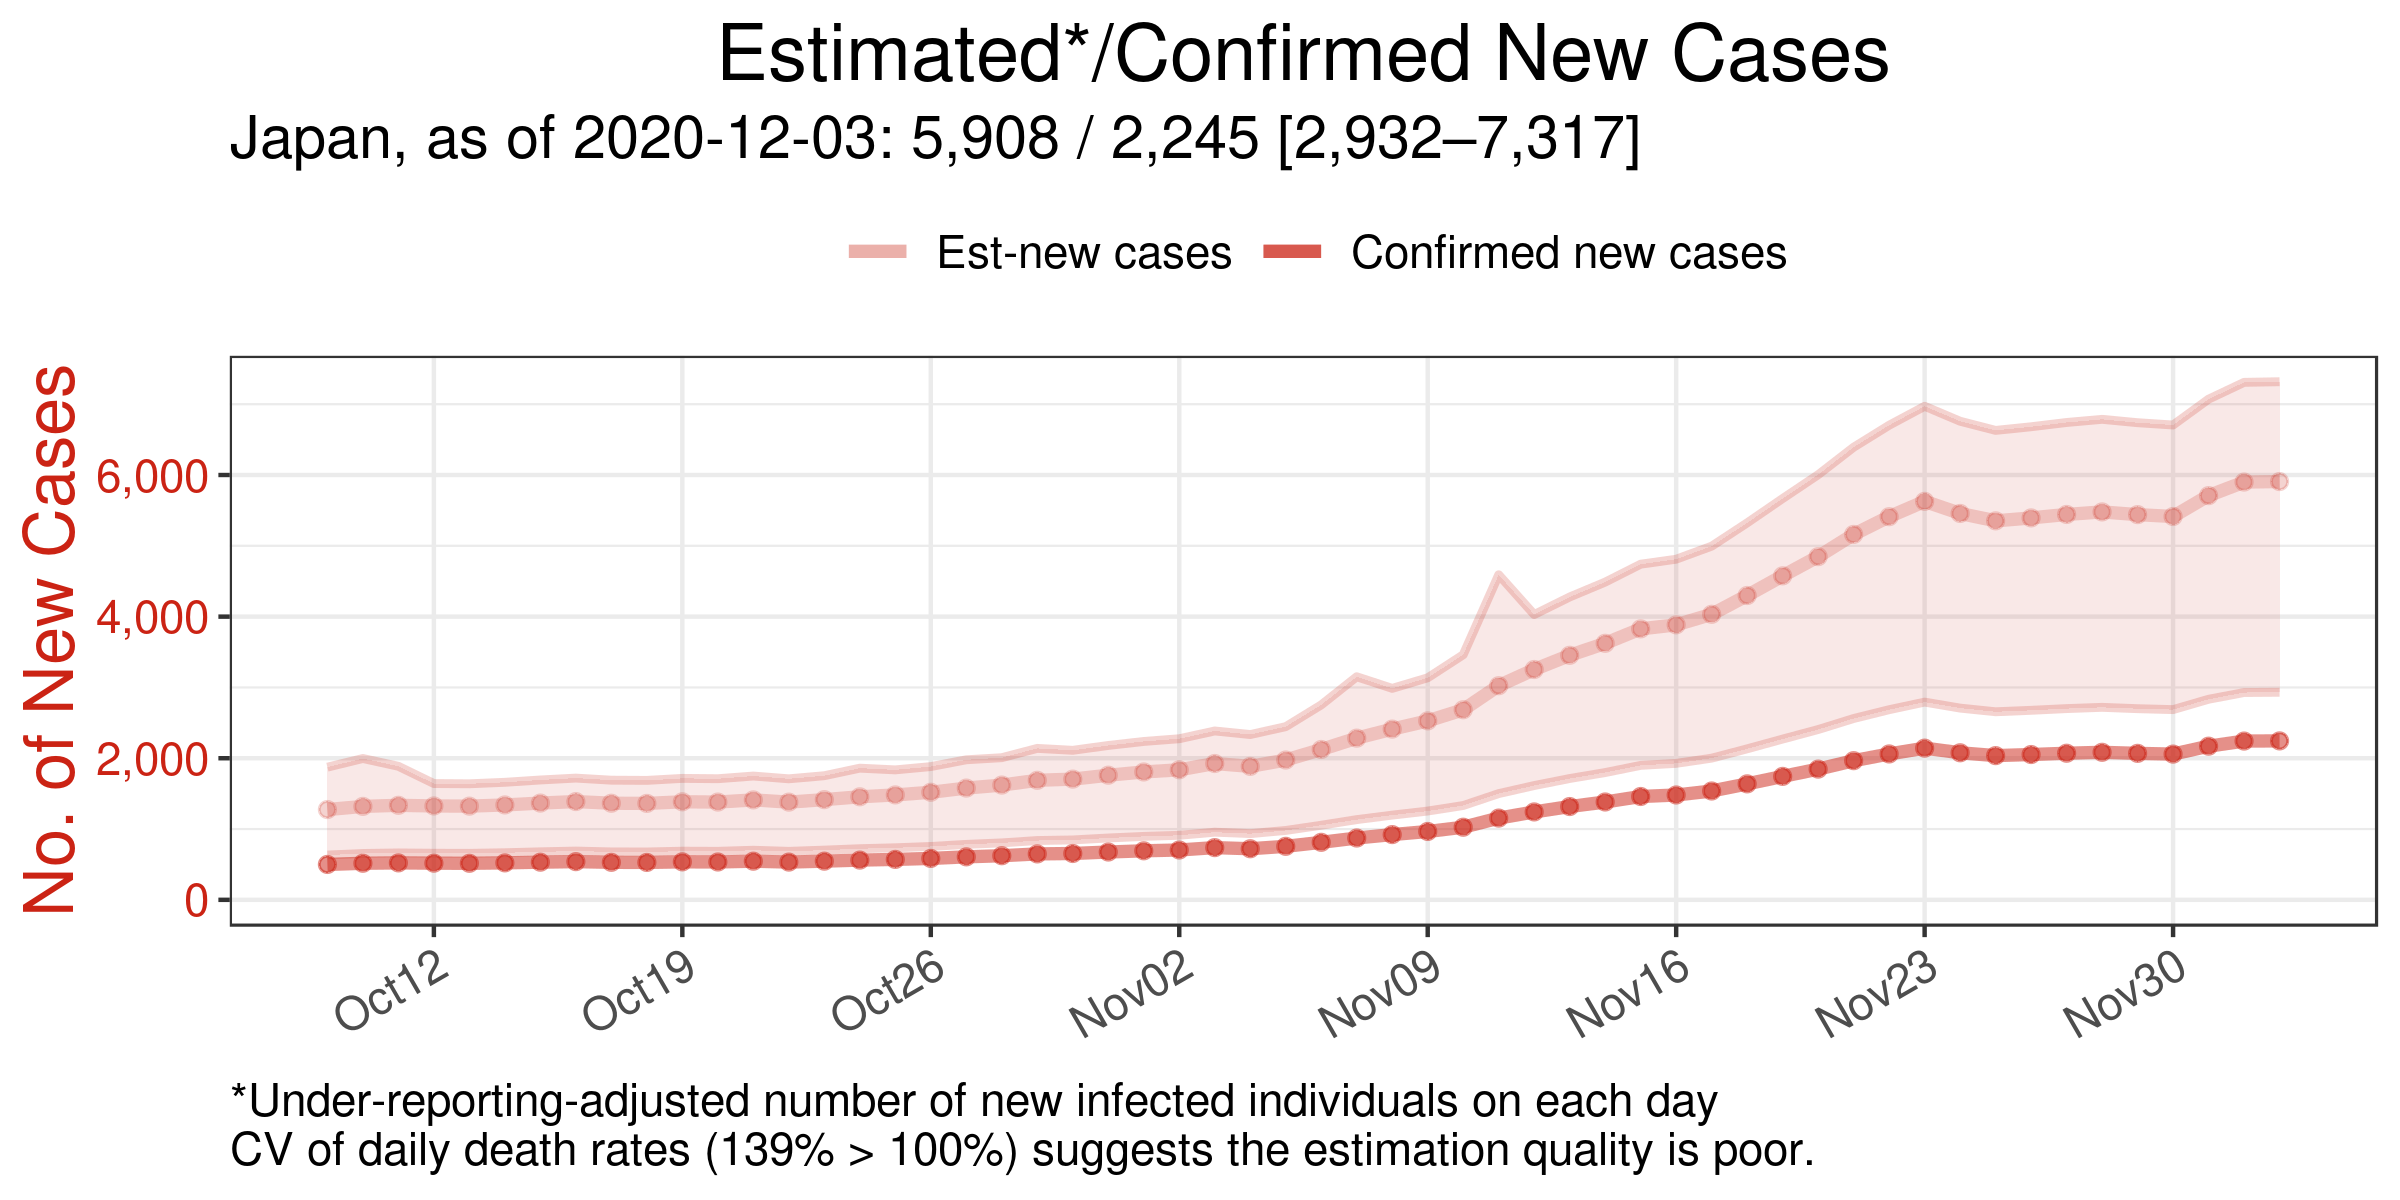 Estimated*/Confirmed New Cases
Japan, as of 2020-12-03: 5,908 / 2,245 [2,932–7,317]
Est-new cases
Confirmed new cases
No. of New Cases
6,000
4,000
2,000
0
Oct12
Oct19
Oct26
Nov02
Nov09
Nov16
Nov23
Nov30
*Under-reporting-adjusted number of new infected individuals on each day
CV of daily death rates (139% > 100%) suggests the estimation quality is poor.